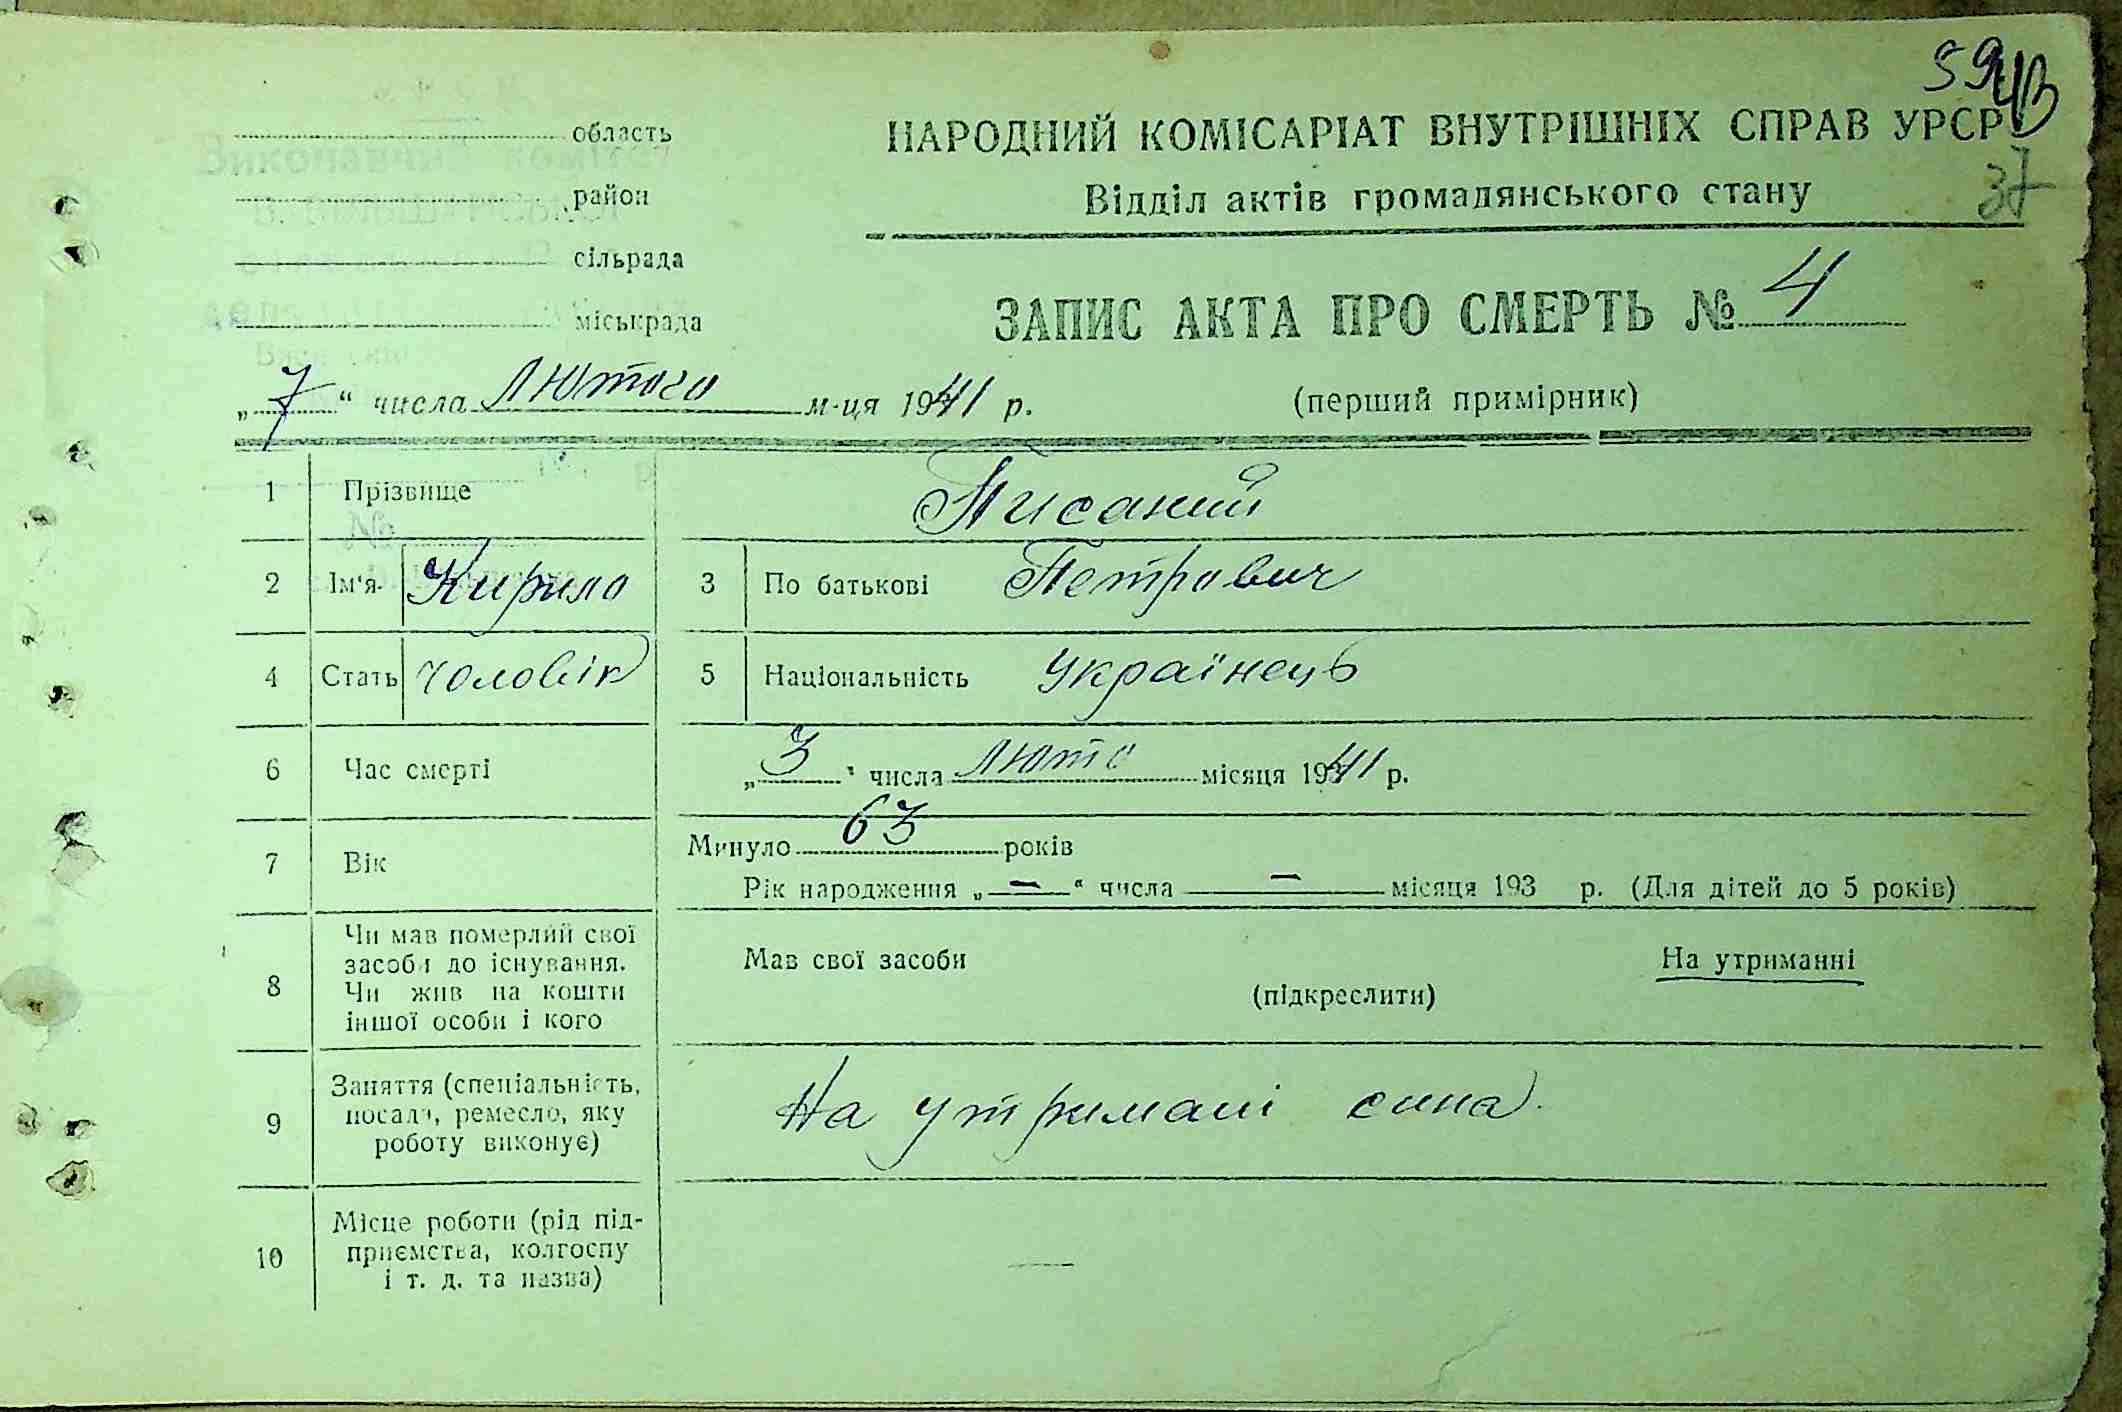 область
район
сільрада
міськрада
НАРОДНИЙ КОМІСАРІАТ ВНУТРІШНІХ СПРАВ УРСР
37
Відділ актів громадянського стану
ЗАПИС АКТА ПРО СМЕРТЬ № 4
„7“ числа Лютого м-ця 1941 р. (перший примірник)
1 Прізвище Писаний
2 Ім'я Кирило 3 По батькові Петрович
4 Стать чоловік 5 Національність українець
6 Час смерті „3“ числа Люто місяця 1941 р.
7 Вік Минуло 63 років
Рік народження „—“ числа — місяця 193 р. (Для дітей до 5 років)
8 Чи мав померлий свої засоби до існування. Чи жив на кошти іншої особи і кого
Мав свої засоби (підкреслити) На утриманні
9 Заняття (спеціальність, посада, ремесло, яку роботу виконує) На утримані сина.
10 Місце роботи (рід підприємства, колгоспу і т. д. та назва) —